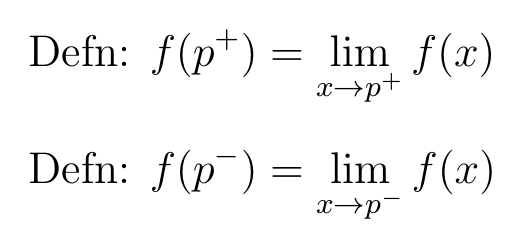 Defn: f(p⁺) = lim_{x→p⁺} f(x)
Defn: f(p⁻) = lim_{x→p⁻} f(x)